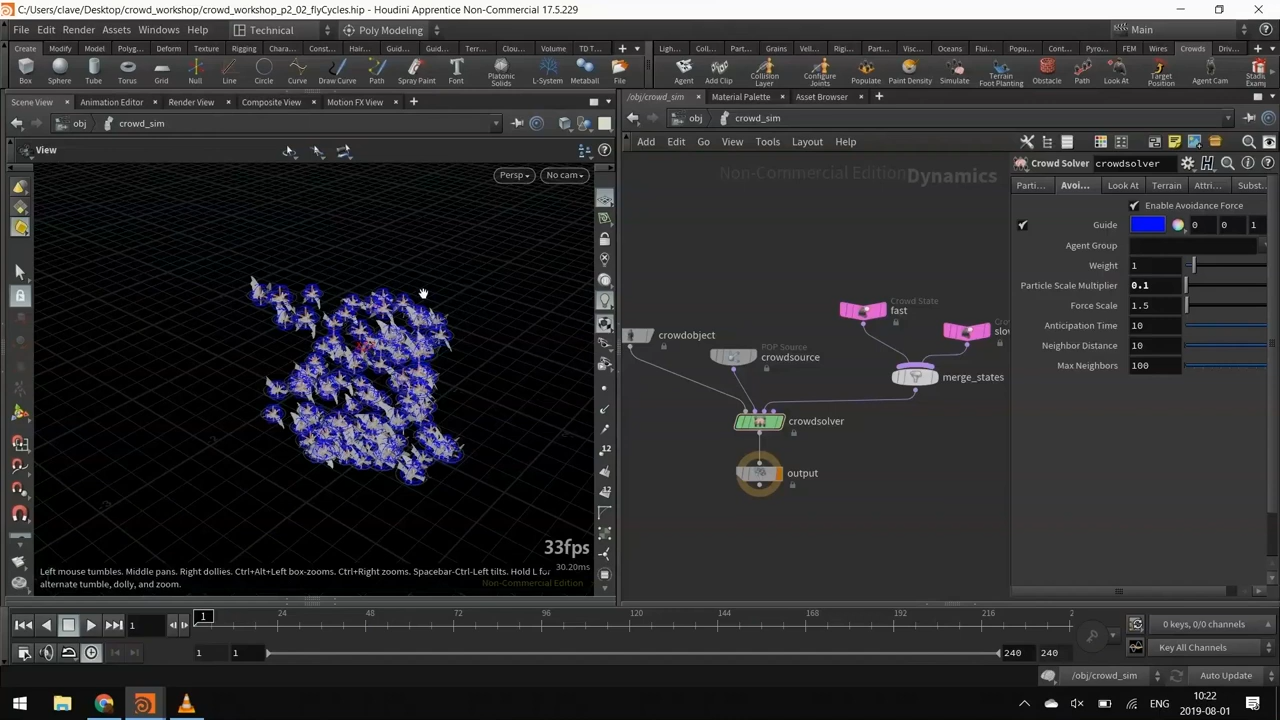 C:/Users/clave/Desktop/crowd_workshop/crowd_workshop_p2_02_flyCycles.hip - Houdini Apprentice Non-Commercial 17.5.229
File Edit Render Assets Windows Help Technical Poly Modeling Main
Create Modify Model Polyg... Deform Texture Rigging Chara... Const... Hair... Guid... Guid... Terr... Clou... Volume TD T...
Ligh... Coll... Part... Grains Vell... Rigi... Part... Visc... Oceans Flui... Popu... Cont... Pyro... FEM Wires Crowds Driv...
Box Sphere Tube Torus Grid Null Line Circle Curve Draw Curve Path Spray Paint Font Platonic Solids L-System Metaball File
Agent Add Clip Collision Layer Configure Joints Populate Paint Density Simulate Terrain Foot Planting Obstacle Path Look At Target Position Agent Cam Stadi Examp
Scene View Animation Editor Render View Composite View Motion FX View
/obj/crowd_sim Material Palette Asset Browser
obj crowd_sim
obj crowd_sim
View
Add Edit Go View Tools Layout Help
Persp No cam
Non-Commercial Edition
Dynamics
Crowd Solver crowdsolver
Parti... Avoi... Look At Terrain Attri... Subst...
Enable Avoidance Force
Guide 0 0 1
Agent Group
Weight 1
Particle Scale Multiplier 0.1
Force Scale 1.5
Anticipation Time 10
Neighbor Distance 10
Max Neighbors 100
Crowd State
fast
slo
crowdobject
POP Source
crowdsource
merge_states
crowdsolver
output
33fps
30.20ms
Left mouse tumbles. Middle pans. Right dollies. Ctrl+Alt+Left box-zooms. Ctrl+Right zooms. Spacebar-Ctrl-Left tilts. Hold L for
alternate tumble, dolly, and zoom.
Non-Commercial Edition
1 1 24 48 72 96 120 144 168 192 216 2
0 keys, 0/0 channels
1 1 240 240
Key All Channels
/obj/crowd_sim Auto Update
ENG 10:22
2019-08-01